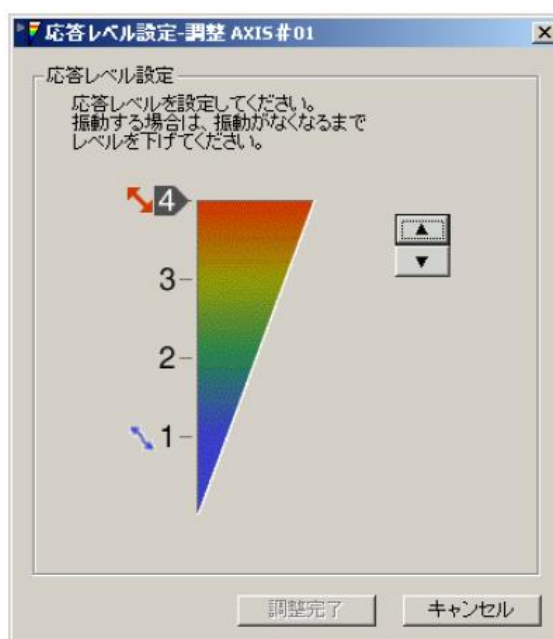 応答レベル設定-調整 AXIS#01
応答レベル設定
応答レベルを設定してください。
振動する場合は、振動がなくなるまで
レベルを下げてください。
4
3
2
1
調整完了
キャンセル